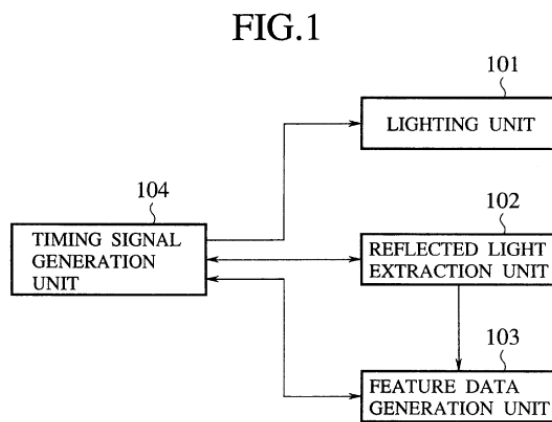 FIG.1
101
LIGHTING UNIT
104
TIMING SIGNAL
GENERATION
UNIT
102
REFLECTED LIGHT
EXTRACTION UNIT
103
FEATURE DATA
GENERATION UNIT